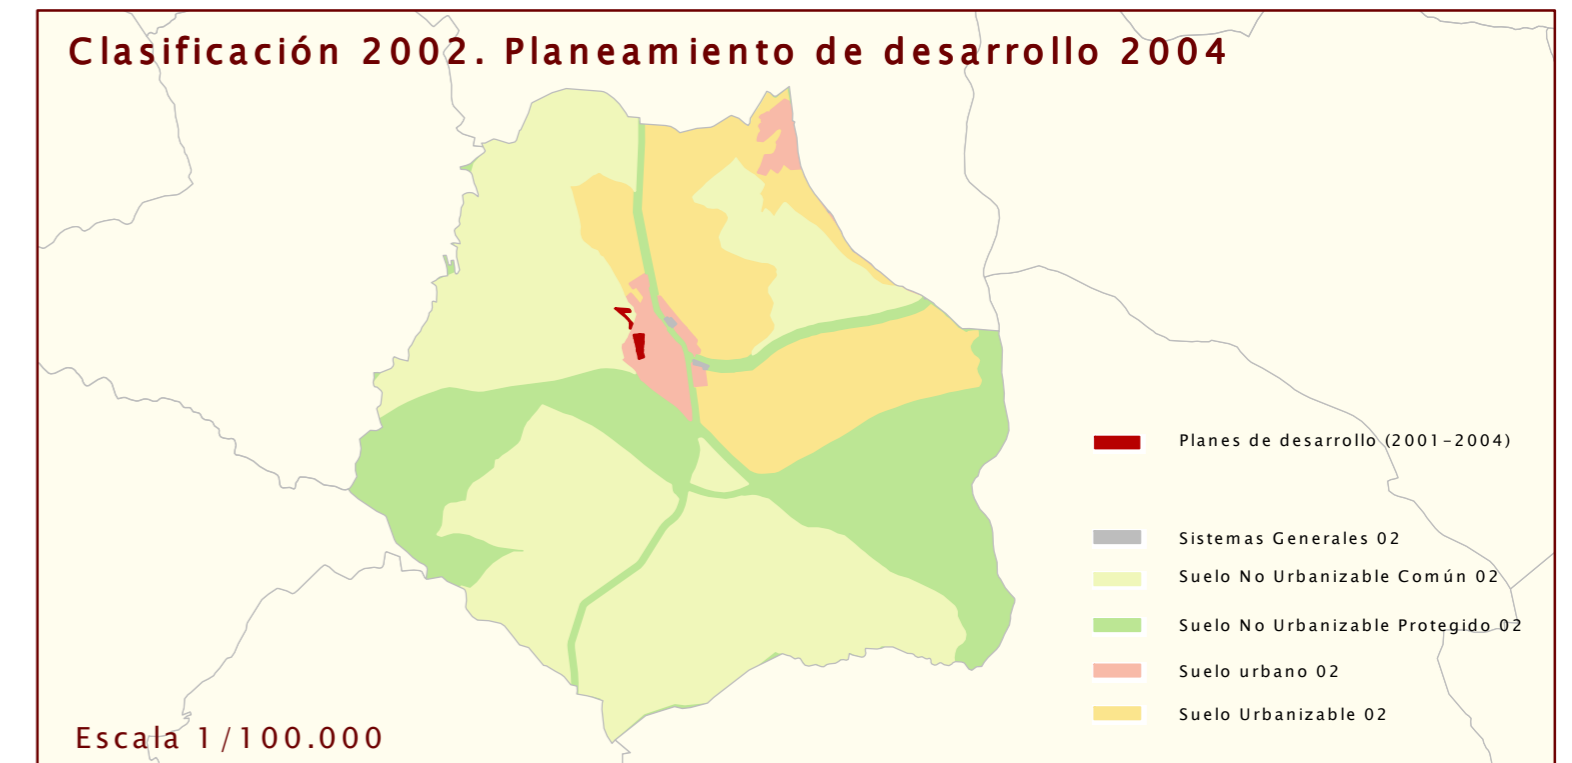 Clasificación 2002. Planeamiento de desarrollo 2004
Planes de desarrollo (2001-2004)
Sistemas Generales 02
Suelo No Urbanizable Común 02
Suelo No Urbanizable Protegido 02
Suelo urbano 02
Suelo Urbanizable 02
Escala 1/100.000